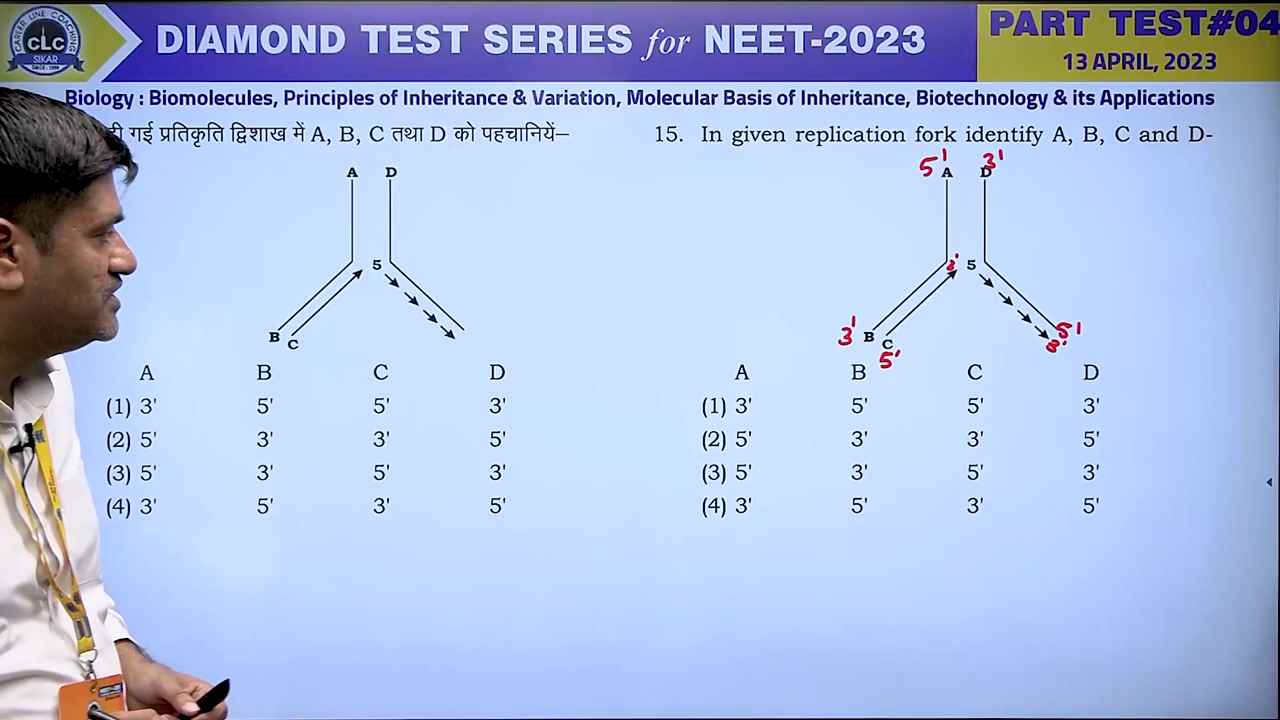 CAREER LINE COACHING
CLC
SIKAR
SINCE : 1996
DIAMOND TEST SERIES for NEET-2023
PART TEST#04
13 APRIL, 2023
Biology : Biomolecules, Principles of Inheritance & Variation, Molecular Basis of Inheritance, Biotechnology & its Applications
गई प्रतिकृति द्विशाख में A, B, C तथा D को पहचानियें–
A D
5
B
C
A B C D
(1) 3' 5' 5' 3'
(2) 5' 3' 3' 5'
(3) 5' 3' 5' 3'
(4) 3' 5' 3' 5'
15. In given replication fork identify A, B, C and D-
5' A D 3'
3' 5
3' B 5'
C 3'
5'
A B C D
(1) 3' 5' 5' 3'
(2) 5' 3' 3' 5'
(3) 5' 3' 5' 3'
(4) 3' 5' 3' 5'